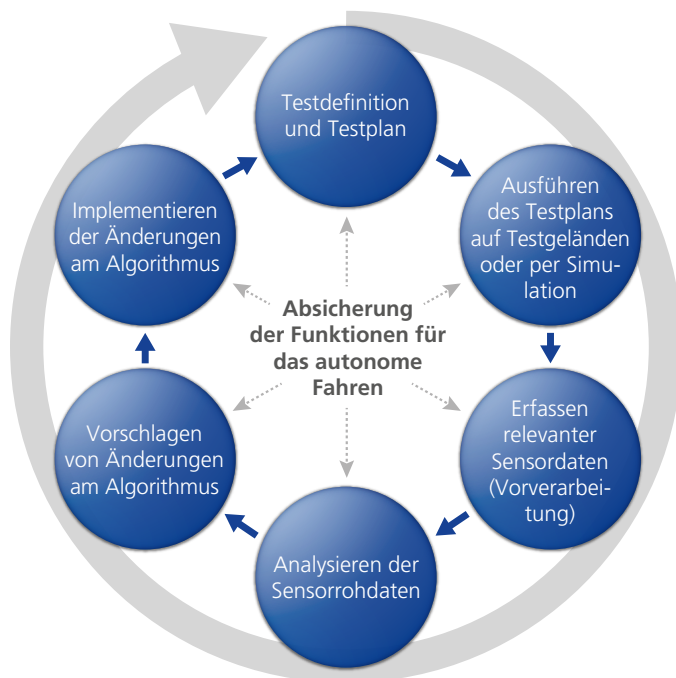 Testdefinition
und Testplan
Ausführen
des Testplans
auf Testgeländen
oder per Simu-
lation
Erfassen
relevanter
Sensordaten
(Vorverarbei-
tung)
Analysieren der
Sensorrohdaten
Vorschlagen
von Änderungen
am Algorithmus
Implementieren
der Änderungen
am Algorithmus
Absicherung
der Funktionen für
das autonome
Fahren